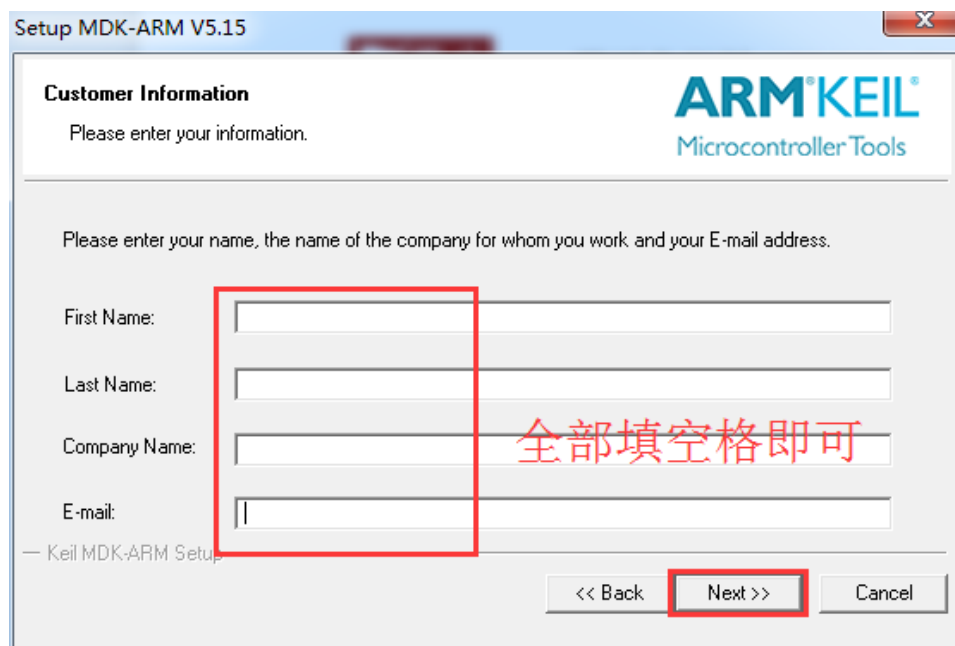 Setup MDK-ARM V5.15
x
Customer Information
Please enter your information.
ARM®KEIL®
Microcontroller Tools
Please enter your name, the name of the company for whom you work and your E-mail address.
First Name:
Last Name:
Company Name:
全部填空格即可
E-mail:
Keil MDK-ARM Setup
<< Back
Next >>
Cancel